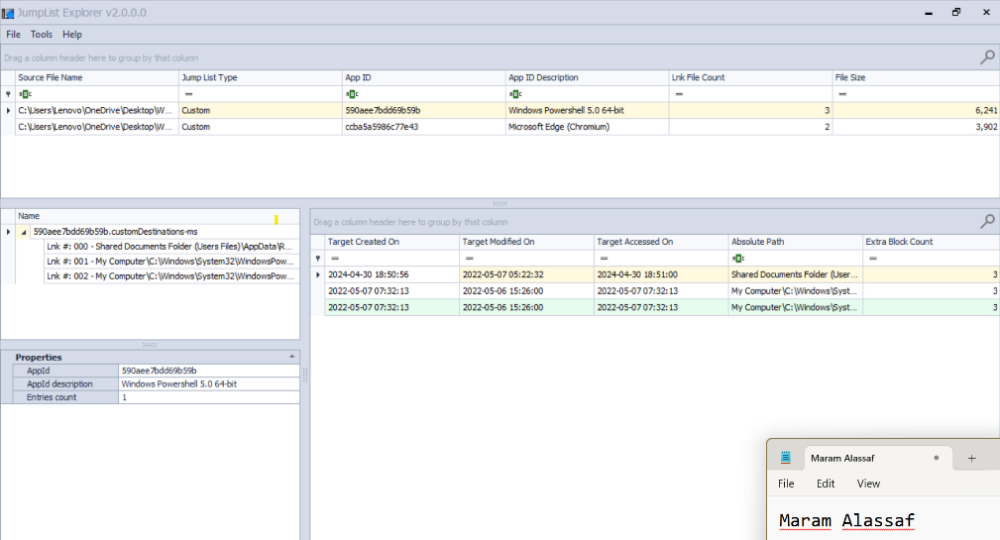 JumpList Explorer v2.0.0.0
File Tools Help
Drag a column header here to group by that column
Source File Name Jump List Type App ID App ID Description Lnk File Count File Size
C:\Users\Lenovo\OneDrive\Desktop\W... Custom 590aee7bdd69b59b Windows Powershell 5.0 64-bit 3 6,241
C:\Users\Lenovo\OneDrive\Desktop\W... Custom ccba5a5986c77e43 Microsoft Edge (Chromium) 2 3,902
Name
590aee7bdd69b59b.customDestinations-ms
Lnk #: 000 - Shared Documents Folder (Users Files)\AppData\R...
Lnk #: 001 - My Computer\C:\Windows\System32\WindowsPow...
Lnk #: 002 - My Computer\C:\Windows\System32\WindowsPow...
Properties
AppId 590aee7bdd69b59b
AppId description Windows Powershell 5.0 64-bit
Entries count 1
Drag a column header here to group by that column
Target Created On Target Modified On Target Accessed On Absolute Path Extra Block Count
2024-04-30 18:50:56 2022-05-07 05:22:32 2024-04-30 18:51:00 Shared Documents Folder (User... 3
2022-05-07 07:32:13 2022-05-06 15:26:00 2022-05-07 07:32:13 My Computer\C:\Windows\Syst... 3
2022-05-07 07:32:13 2022-05-06 15:26:00 2022-05-07 07:32:13 My Computer\C:\Windows\Syst... 3
Maram Alassaf
File Edit View
Maram Alassaf